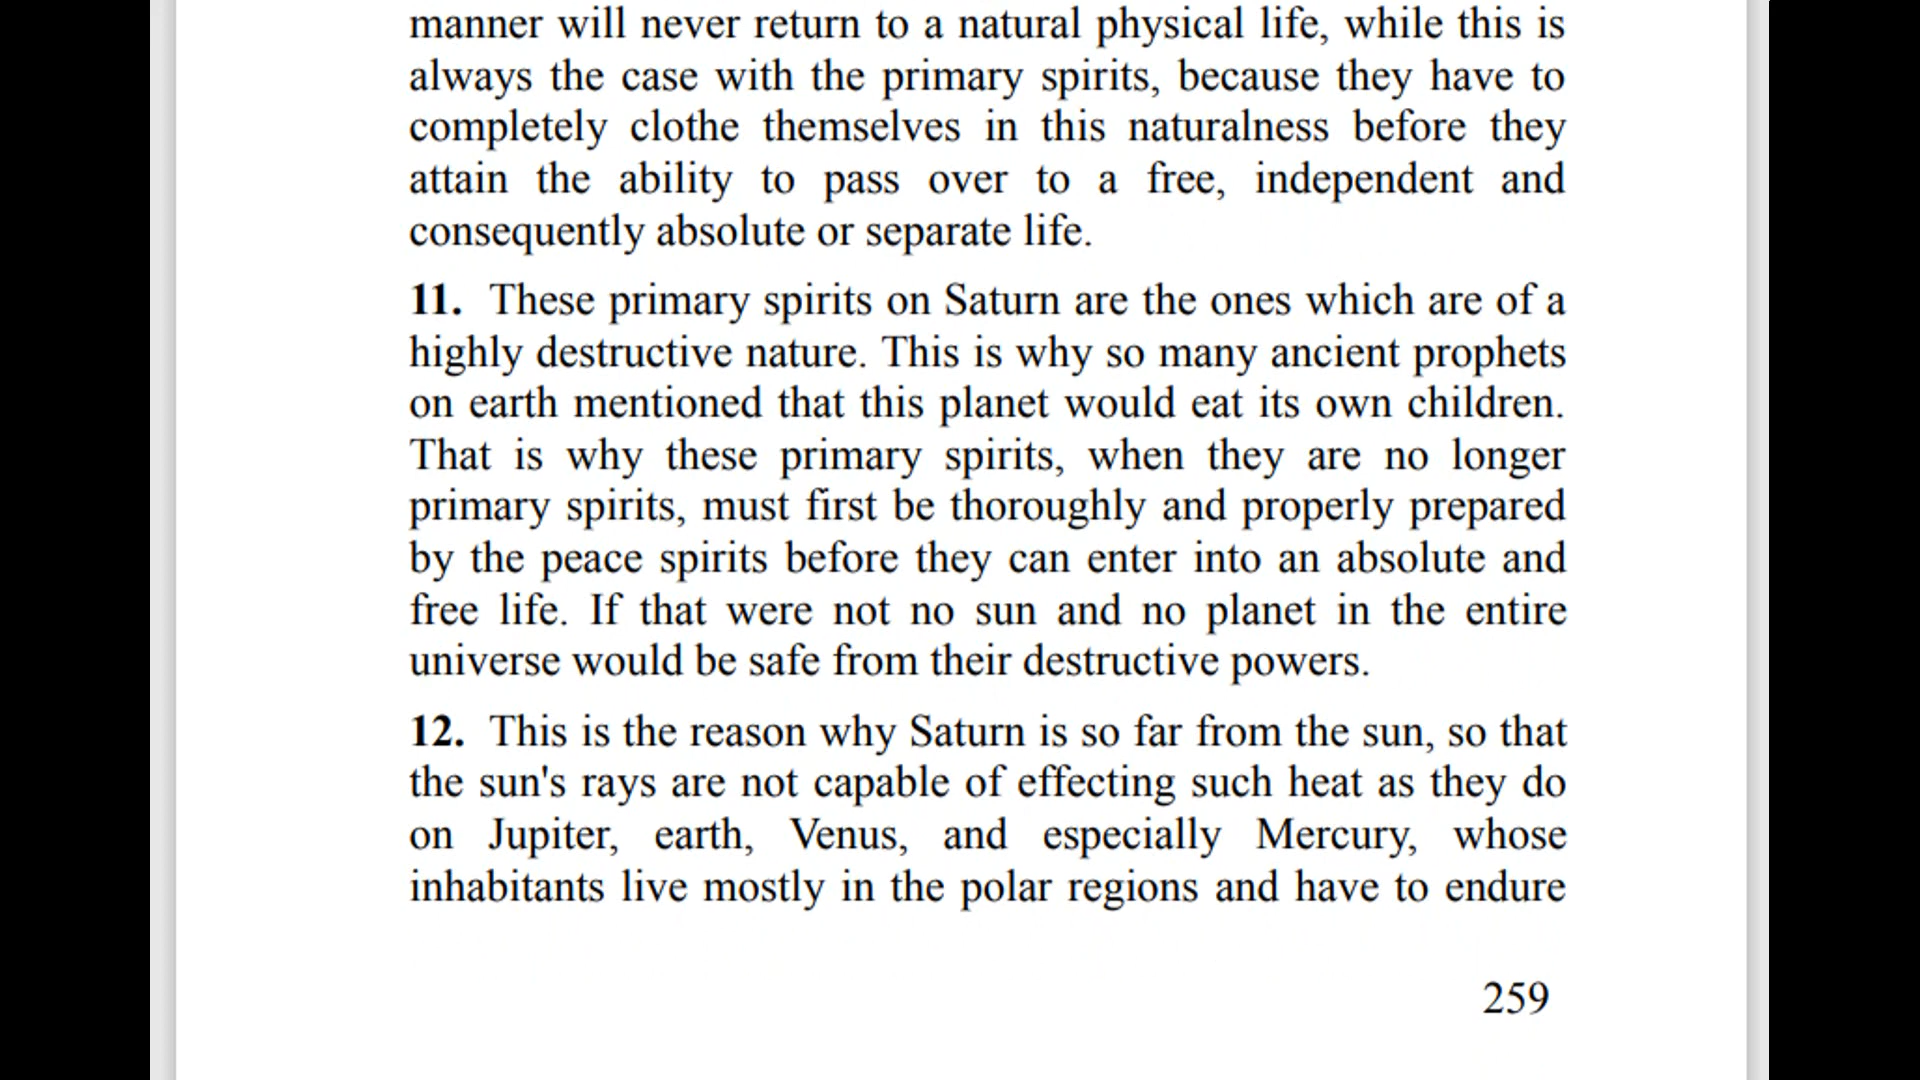 manner will never return to a natural physical life, while this is
always the case with the primary spirits, because they have to
completely clothe themselves in this naturalness before they
attain the ability to pass over to a free, independent and
consequently absolute or separate life.
11. These primary spirits on Saturn are the ones which are of a
highly destructive nature. This is why so many ancient prophets
on earth mentioned that this planet would eat its own children.
That is why these primary spirits, when they are no longer
primary spirits, must first be thoroughly and properly prepared
by the peace spirits before they can enter into an absolute and
free life. If that were not no sun and no planet in the entire
universe would be safe from their destructive powers.
12. This is the reason why Saturn is so far from the sun, so that
the sun's rays are not capable of effecting such heat as they do
on Jupiter, earth, Venus, and especially Mercury, whose
inhabitants live mostly in the polar regions and have to endure
259